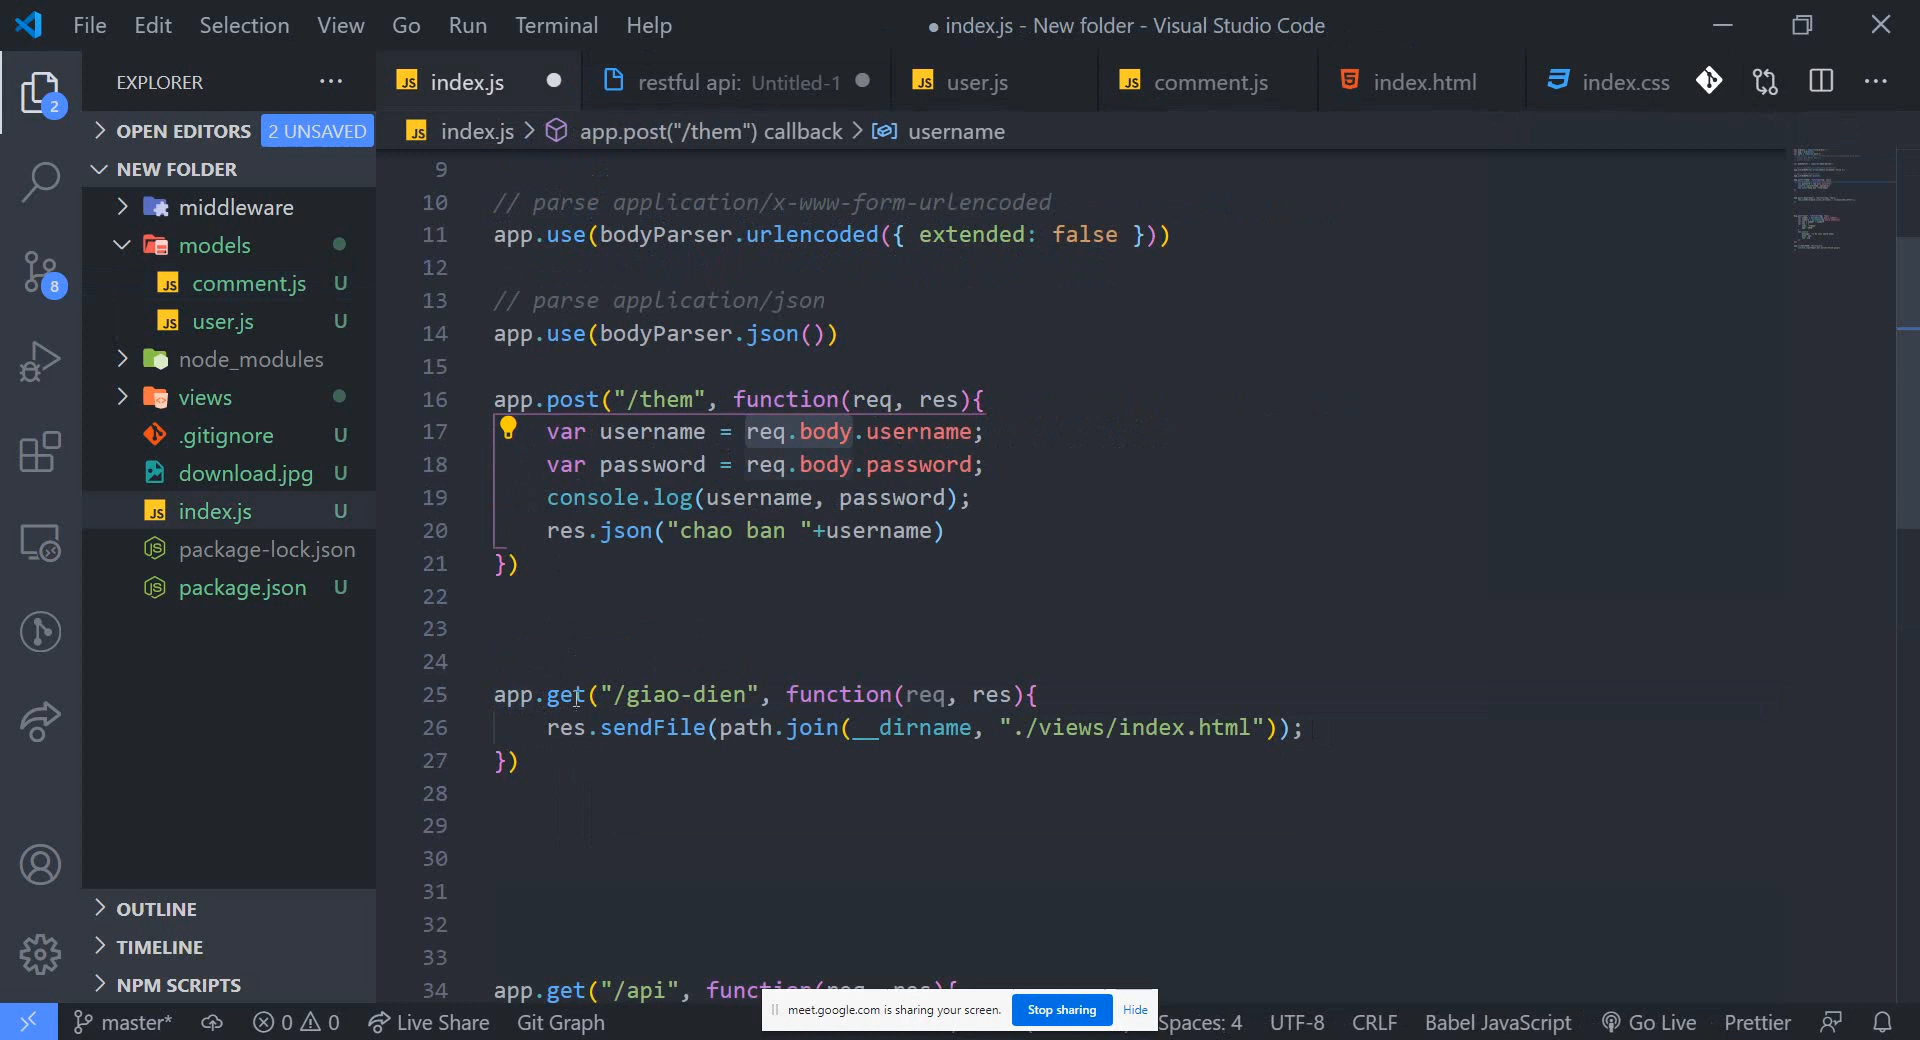 File Edit Selection View Go Run Terminal Help
● index.js - New folder - Visual Studio Code
EXPLORER
JS index.js
restful api: Untitled-1
JS user.js
JS comment.js
index.html
index.css
2
OPEN EDITORS 2 UNSAVED
JS index.js > app.post("/them") callback > username
NEW FOLDER
middleware
models
JS comment.js U
JS user.js U
node_modules
views
.gitignore U
download.jpg U
JS index.js U
JS package-lock.json
JS package.json U
8
OUTLINE
TIMELINE
NPM SCRIPTS
9
10 // parse application/x-www-form-urlencoded
11 app.use(bodyParser.urlencoded({ extended: false }))
12
13 // parse application/json
14 app.use(bodyParser.json())
15
16 app.post("/them", function(req, res){
17 var username = req.body.username;
18 var password = req.body.password;
19 console.log(username, password);
20 res.json("chao ban "+username)
21 })
22
23
24
25 app.get("/giao-dien", function(req, res){
26 res.sendFile(path.join(__dirname, "./views/index.html"));
27 })
28
29
30
31
32
33
34 app.get("/api", function(req, res){
meet.google.com is sharing your screen. Stop sharing Hide
master* 0 0 Live Share Git Graph
Spaces: 4 UTF-8 CRLF Babel JavaScript Go Live Prettier